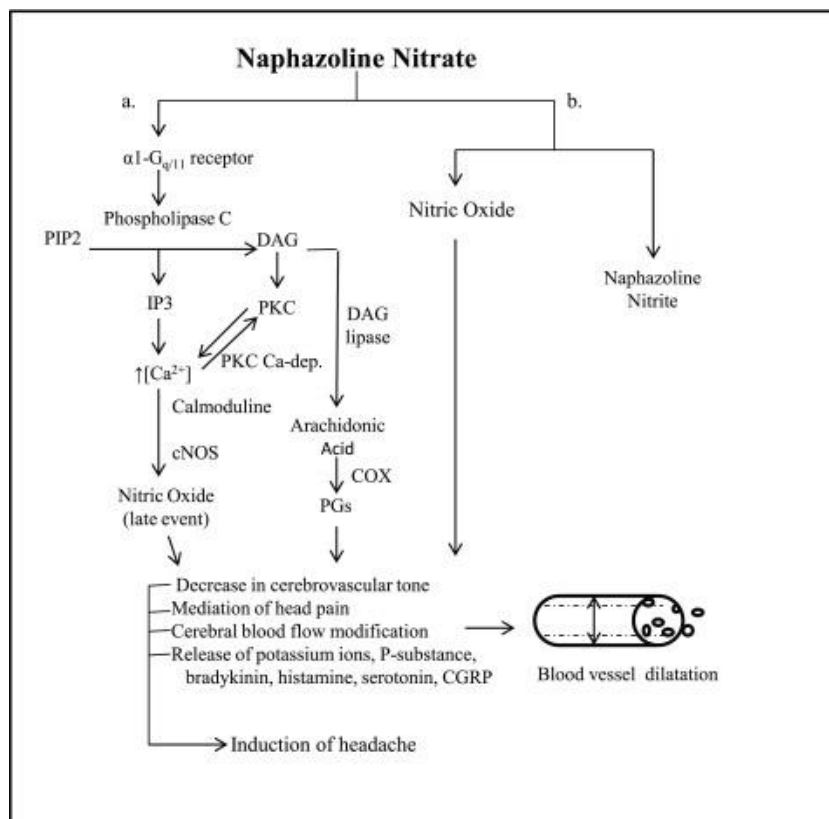 Naphazoline Nitrate
a.
b.
α1-Gq/11 receptor
Phospholipase C
PIP2
DAG
IP3
PKC
DAG
lipase
↑[Ca²⁺]
PKC Ca-dep.
Calmoduline
cNOS
Nitric Oxide
(late event)
Arachidonic
Acid
COX
PGs
Nitric Oxide
Naphazoline
Nitrite
Decrease in cerebrovascular tone
Mediation of head pain
Cerebral blood flow modification
Release of potassium ions, P-substance,
bradykinin, histamine, serotonin, CGRP
Blood vessel dilatation
Induction of headache